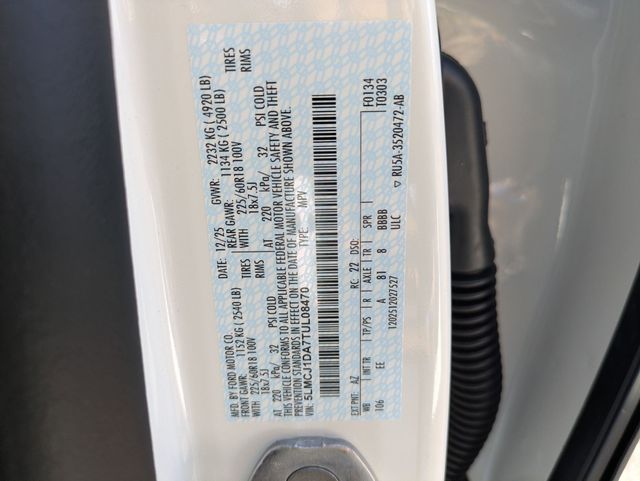 MFD. BY FORD MOTOR CO.
DATE: 12/25
GVWR: 2232 KG ( 4920 LB)
FRONT GAWR: 1152 KG (2540 LB)
REAR GAWR: 1134 KG ( 2500 LB)
WITH 225/60R18 100V TIRES
WITH 225/60R18 100V TIRES
18x7.5J RIMS
18x7.5J RIMS
AT 220 kPa/ 32 PSI COLD
AT 220 kPa/ 32 PSI COLD
THIS VEHICLE CONFORMS TO ALL APPLICABLE FEDERAL MOTOR VEHICLE SAFETY AND THEFT
PREVENTION STANDARDS IN EFFECT ON THE DATE OF MANUFACTURE SHOWN ABOVE.
VIN: 5LMCJ1DA7TUL08470
TYPE: MPV
F0134
T0303
EXT PNT: AZ RC: 22 DSO:
WB INT TR TP/PS R AXLE TR SPR
106 EE A 81 8 BBBB
ULC
1202512027527
RU5A-3520472-AB